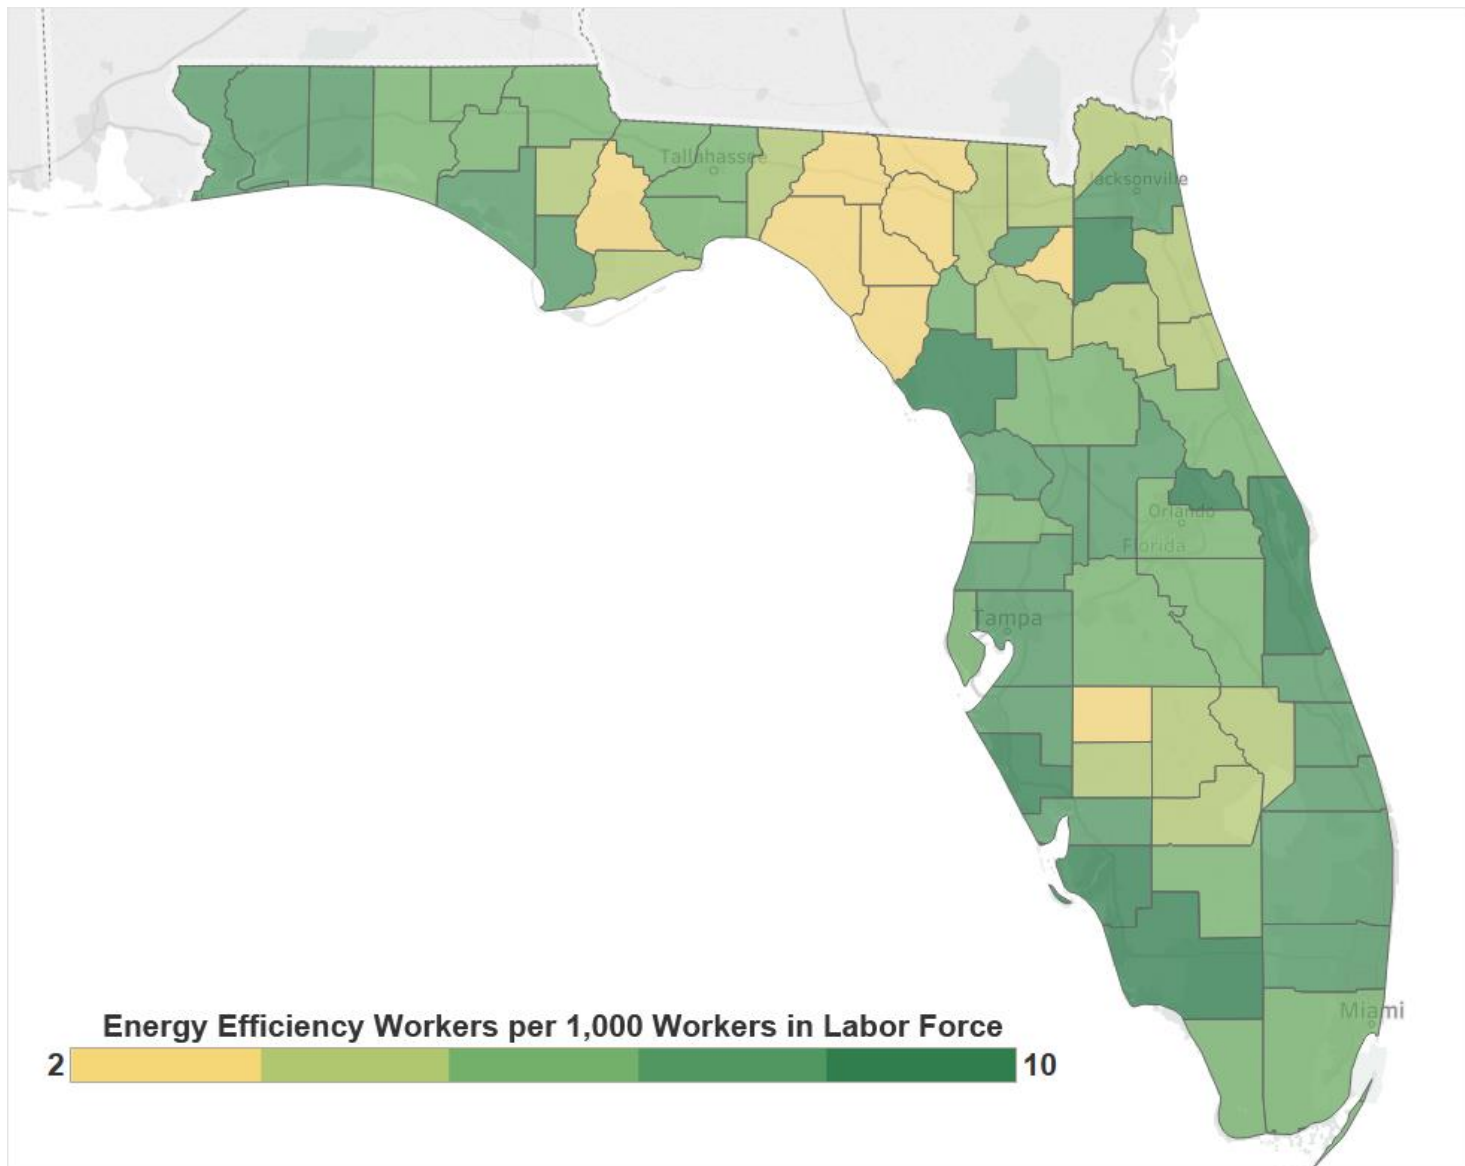 Tallahassee
Jacksonville
Orlando
Florida
Tampa
Miami
Energy Efficiency Workers per 1,000 Workers in Labor Force
2 10